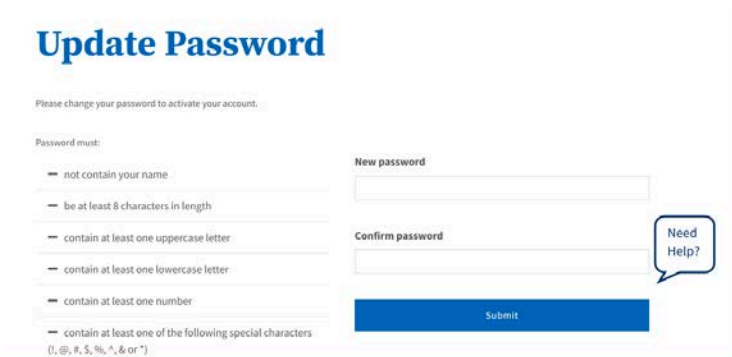 Update Password
Please change your password to activate your account.
Password must:
— not contain your name
— be at least 8 characters in length
— contain at least one uppercase letter
— contain at least one lowercase letter
— contain at least one number
— contain at least one of the following special characters
(!, @, #, $, %, ^, & or *)
New password
Confirm password
Submit
Need
Help?